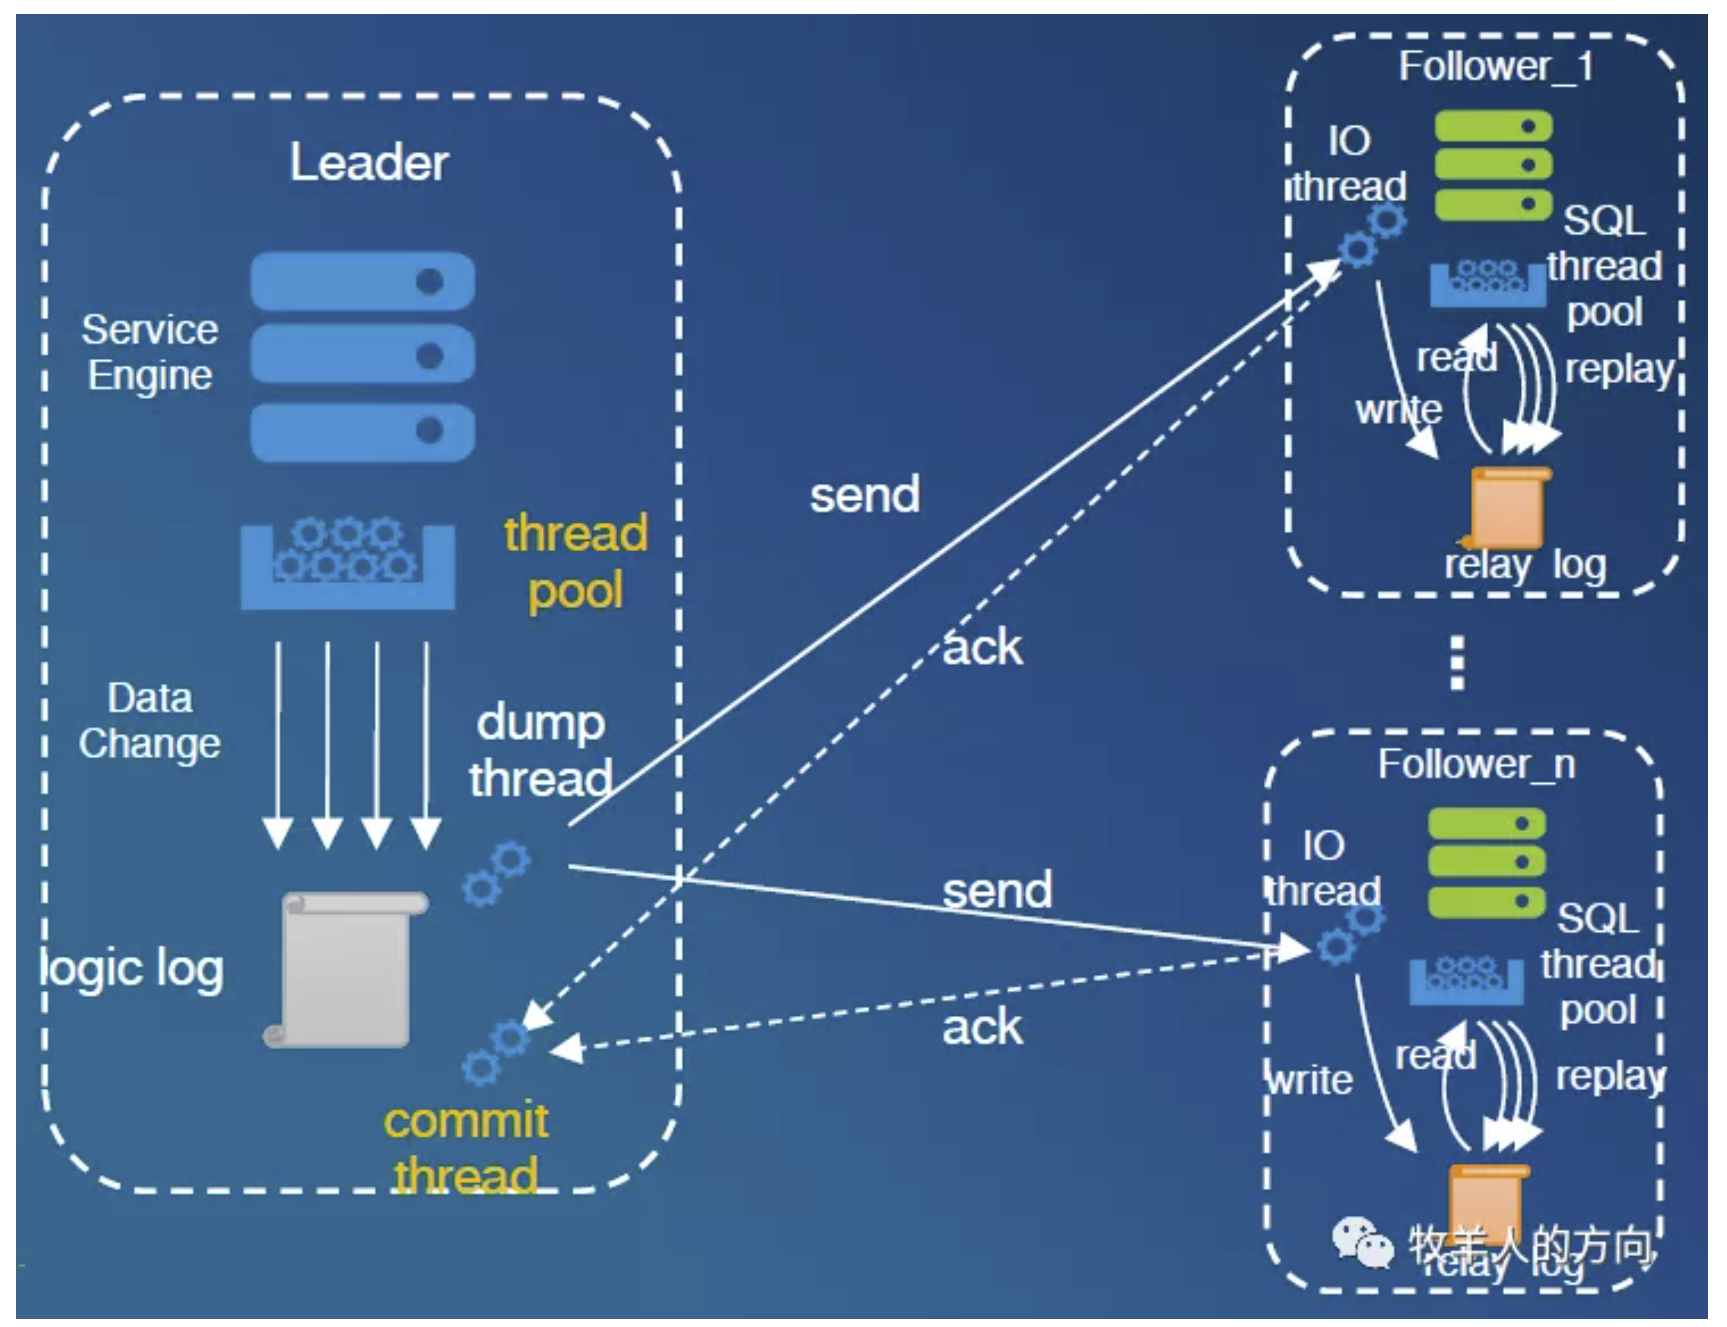 Leader
Service
Engine
thread
pool
Data
Change
dump
thread
logic log
commit
thread
send
ack
send
ack
Follower_1
IO
thread
SQL
thread
pool
read
replay
write
relay_log
Follower_n
IO
thread
SQL
thread
pool
read
replay
write
relay_log
牧羊人的方向